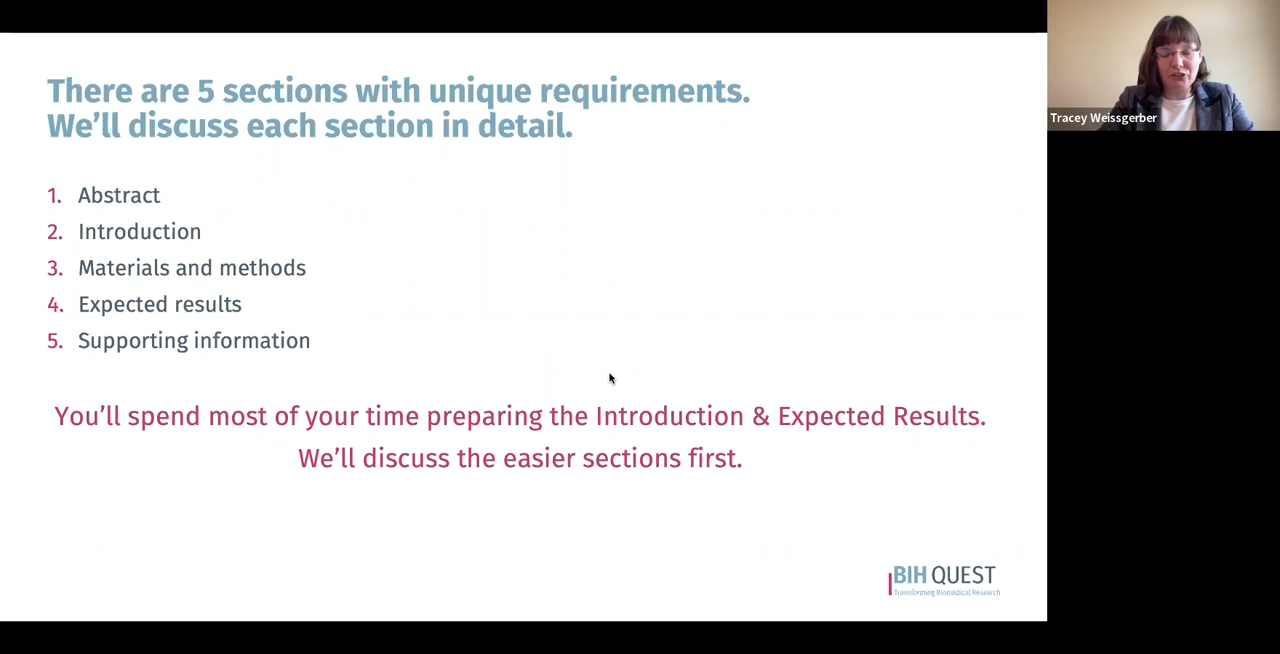 There are 5 sections with unique requirements.
We'll discuss each section in detail.
1. Abstract
2. Introduction
3. Materials and methods
4. Expected results
5. Supporting information
You'll spend most of your time preparing the Introduction & Expected Results.
We'll discuss the easier sections first.
BIH QUEST
Transforming Biomedical Research
Tracey Weissgerber